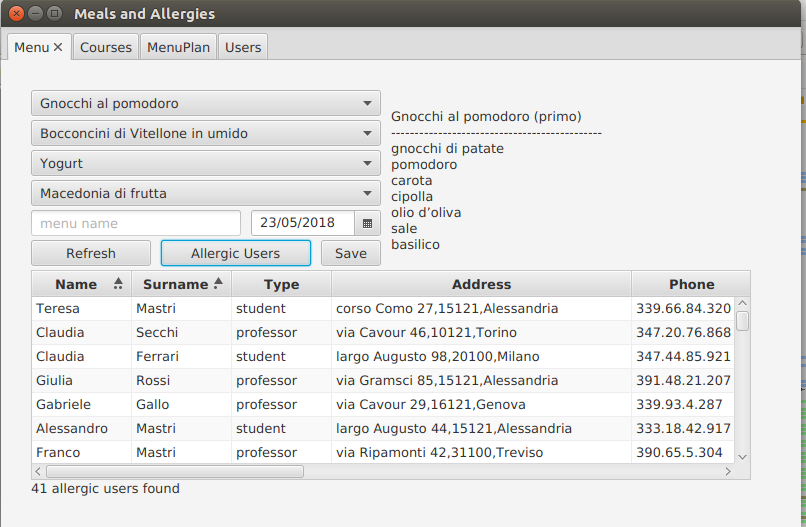 Meals and Allergies
Menu Courses MenuPlan Users
Gnocchi al pomodoro
Bocconcini di Vitellone in umido
Yogurt
Macedonia di frutta
menu name 23/05/2018
Refresh Allergic Users Save
Gnocchi al pomodoro (primo)
----------------------------------------------
gnocchi di patate
pomodoro
carota
cipolla
olio d’oliva
sale
basilico
Name Surname Type Address Phone
Teresa Mastri student corso Como 27,15121,Alessandria 339.66.84.320
Claudia Secchi professor via Cavour 46,10121,Torino 347.20.76.868
Claudia Ferrari student largo Augusto 98,20100,Milano 347.44.85.921
Giulia Rossi professor via Gramsci 85,15121,Alessandria 391.48.21.207
Gabriele Gallo professor via Cavour 29,16121,Genova 339.93.4.287
Alessandro Mastri student largo Augusto 44,15121,Alessandria 333.18.42.917
Franco Mastri professor via Ripamonti 42,31100,Treviso 390.65.5.304
41 allergic users found